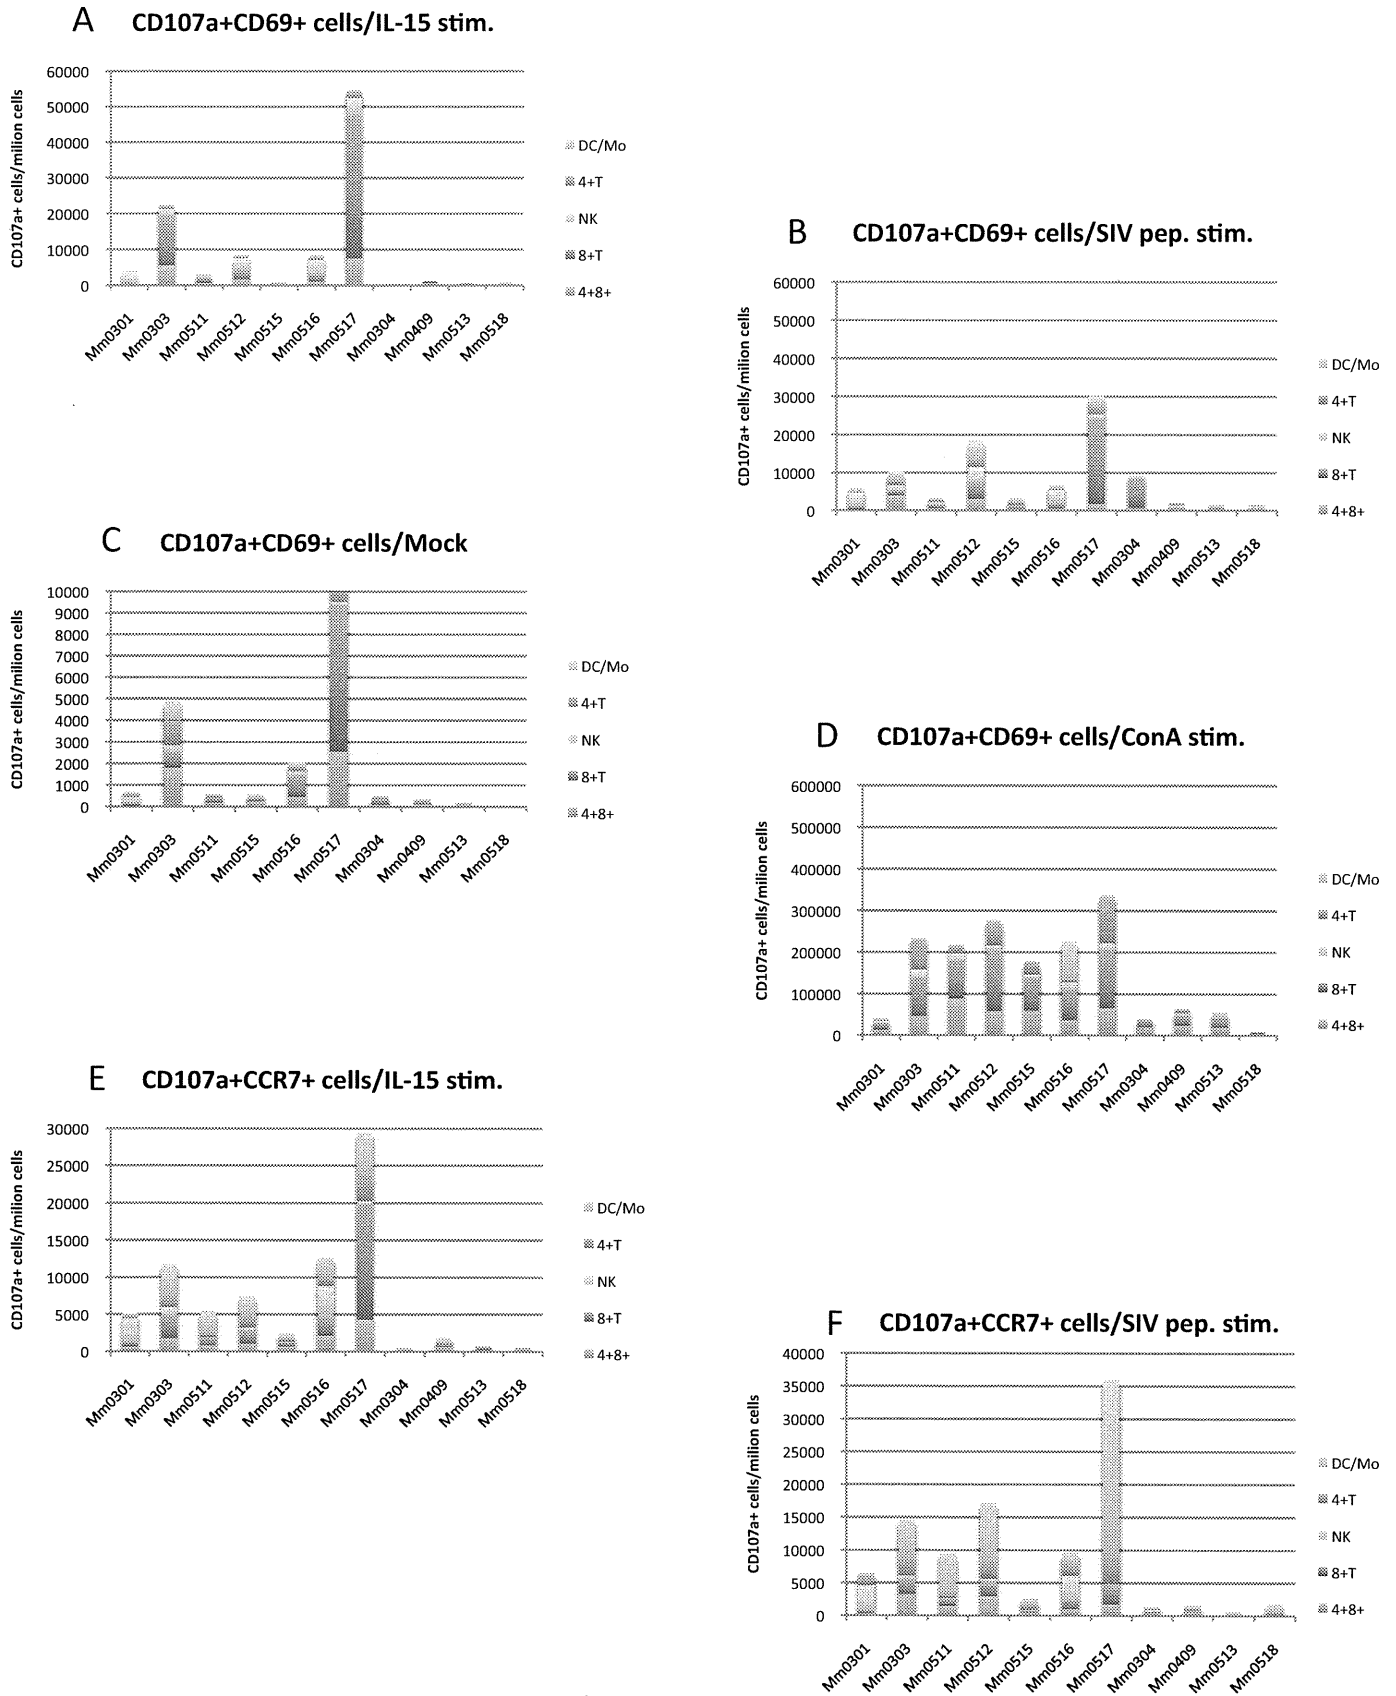 A CD107a+CD69+ cells/IL-15 stim.
CD107a+ cells/milion cells
60000
50000
40000
30000
20000
10000
0
Mm0301 Mm0303 Mm0511 Mm0512 Mm0515 Mm0516 Mm0517 Mm0304 Mm0409 Mm0513 Mm0518
DC/Mo
4+T
NK
8+T
4+8+
B CD107a+CD69+ cells/SIV pep. stim.
CD107a+ cells/milion cells
60000
50000
40000
30000
20000
10000
0
Mm0301 Mm0303 Mm0511 Mm0512 Mm0515 Mm0516 Mm0517 Mm0304 Mm0409 Mm0513 Mm0518
DC/Mo
4+T
NK
8+T
4+8+
C CD107a+CD69+ cells/Mock
CD107a+ cells/milion cells
10000
9000
8000
7000
6000
5000
4000
3000
2000
1000
0
Mm0301 Mm0303 Mm0511 Mm0515 Mm0516 Mm0517 Mm0304 Mm0409 Mm0513 Mm0518
DC/Mo
4+T
NK
8+T
4+8+
D CD107a+CD69+ cells/ConA stim.
CD107a+ cells/milion cells
600000
500000
400000
300000
200000
100000
0
Mm0301 Mm0303 Mm0511 Mm0512 Mm0515 Mm0516 Mm0517 Mm0304 Mm0409 Mm0513 Mm0518
DC/Mo
4+T
NK
8+T
4+8+
E CD107a+CCR7+ cells/IL-15 stim.
CD107a+ cells/milion cells
30000
25000
20000
15000
10000
5000
0
Mm0301 Mm0303 Mm0511 Mm0512 Mm0515 Mm0516 Mm0517 Mm0304 Mm0409 Mm0513 Mm0518
DC/Mo
4+T
NK
8+T
4+8+
F CD107a+CCR7+ cells/SIV pep. stim.
CD107a+ cells/milion cells
40000
35000
30000
25000
20000
15000
10000
5000
0
Mm0301 Mm0303 Mm0511 Mm0512 Mm0515 Mm0516 Mm0517 Mm0304 Mm0409 Mm0513 Mm0518
DC/Mo
4+T
NK
8+T
4+8+